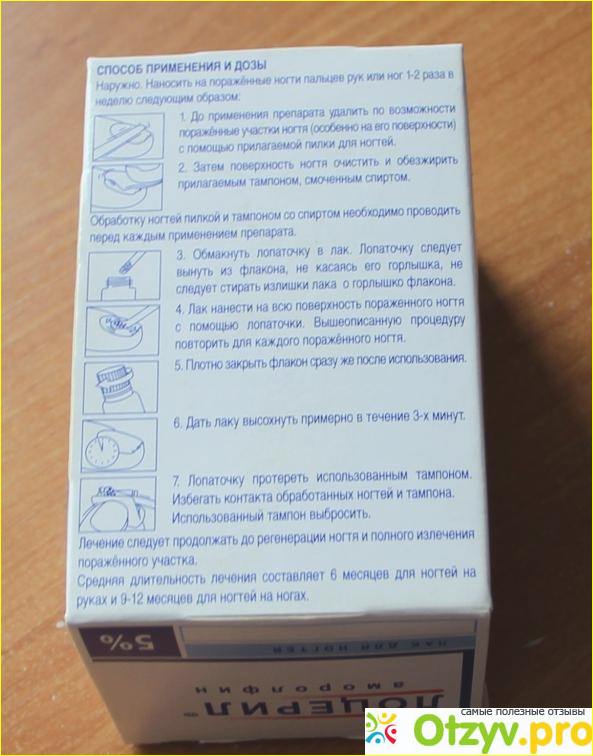 СПОСОБ ПРИМЕНЕНИЯ И ДОЗЫ
Наружно. Наносить на поражённые ногти пальцев рук или ног 1-2 раза в
неделю следующим образом:
1. До применения препарата удалить по возможности
поражённые участки ногтя (особенно на его поверхности)
с помощью прилагаемой пилки для ногтей.
2. Затем поверхность ногтя очистить и обезжирить
прилагаемым тампоном, смоченным спиртом.
Обработку ногтей пилкой и тампоном со спиртом необходимо проводить
перед каждым применением препарата.
3. Обмакнуть лопаточку в лак. Лопаточку следует
вынуть из флакона, не касаясь его горлышка, не
следует стирать излишки лака о горлышко флакона.
4. Лак нанести на всю поверхность пораженного ногтя
с помощью лопаточки. Вышеописанную процедуру
повторить для каждого поражённого ногтя.
5. Плотно закрыть флакон сразу же после использования.
6. Дать лаку высохнуть примерно в течение 3-х минут.
7. Лопаточку протереть использованным тампоном.
Избегать контакта обработанных ногтей и тампона.
Использованный тампон выбросить.
Лечение следует продолжать до регенерации ногтя и полного излечения
поражённого участка.
Средняя длительность лечения составляет 6 месяцев для ногтей на
руках и 9-12 месяцев для ногтей на ногах.
5% ЛАК ДЛЯ НОГТЕЙ
аморолфин
ЛОЦЕРИЛ®
самые полезные отзывы
Otzyv.pro